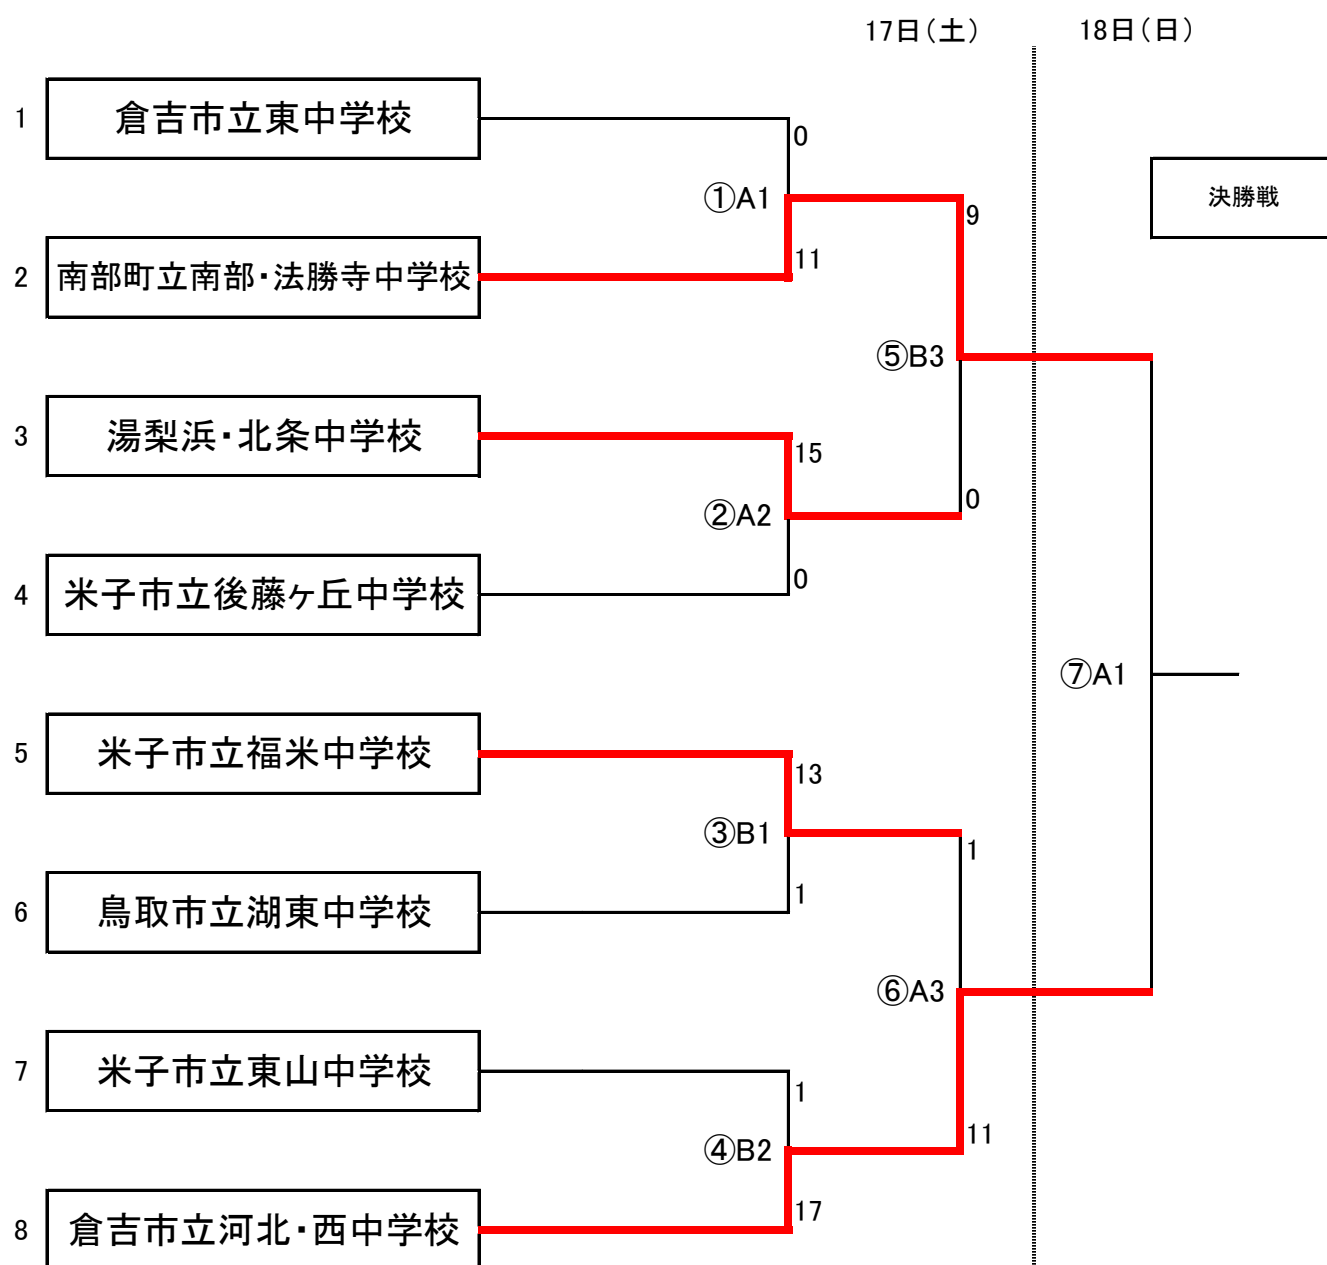 17日(土)
18日(日)
1 倉吉市立東中学校
0
①A1
決勝戦
9
11
2 南部町立南部・法勝寺中学校
⑤B3
3 湯梨浜・北条中学校
15
0
②A2
0
4 米子市立後藤ヶ丘中学校
⑦A1
5 米子市立福米中学校
13
③B1
1
1
6 鳥取市立湖東中学校
⑥A3
7 米子市立東山中学校
1
11
④B2
17
8 倉吉市立河北・西中学校